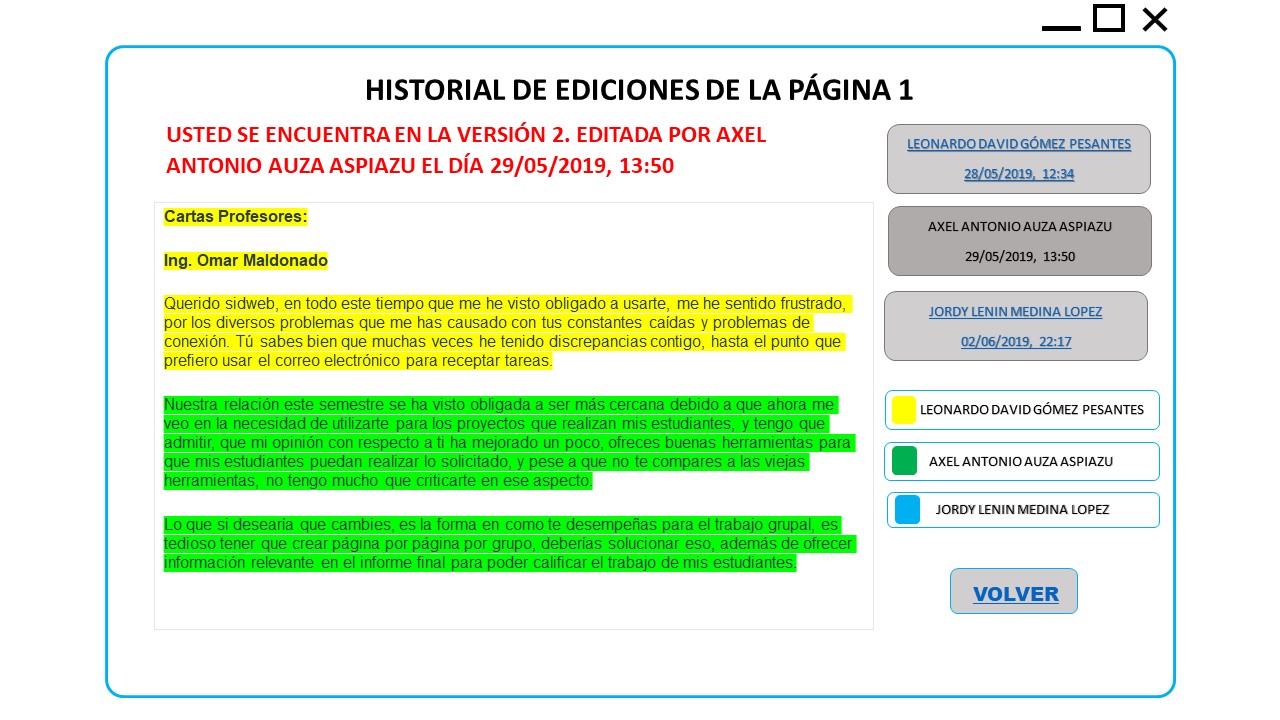 HISTORIAL DE EDICIONES DE LA PÁGINA 1
USTED SE ENCUENTRA EN LA VERSIÓN 2. EDITADA POR AXEL
ANTONIO AUZA ASPIAZU EL DÍA 29/05/2019, 13:50
Cartas Profesores:
Ing. Omar Maldonado
Querido sidweb, en todo este tiempo que me he visto obligado a usarte, me he sentido frustrado,
por los diversos problemas que me has causado con tus constantes caídas y problemas de
conexión. Tú sabes bien que muchas veces he tenido discrepancias contigo, hasta el punto que
prefiero usar el correo electrónico para receptar tareas.
Nuestra relación este semestre se ha visto obligada a ser más cercana debido a que ahora me
veo en la necesidad de utilizarte para los proyectos que realizan mis estudiantes, y tengo que
admitir, que mi opinión con respecto a ti ha mejorado un poco, ofreces buenas herramientas para
que mis estudiantes puedan realizar lo solicitado, y pese a que no te compares a las viejas
herramientas, no tengo mucho que criticarte en ese aspecto.
Lo que si desearía que cambies, es la forma en como te desempeñas para el trabajo grupal, es
tedioso tener que crear página por página por grupo, deberías solucionar eso, además de ofrecer
información relevante en el informe final para poder calificar el trabajo de mis estudiantes.
LEONARDO DAVID GÓMEZ PESANTES
28/05/2019, 12:34
AXEL ANTONIO AUZA ASPIAZU
29/05/2019, 13:50
JORDY LENIN MEDINA LOPEZ
02/06/2019, 22:17
LEONARDO DAVID GÓMEZ PESANTES
AXEL ANTONIO AUZA ASPIAZU
JORDY LENIN MEDINA LOPEZ
VOLVER